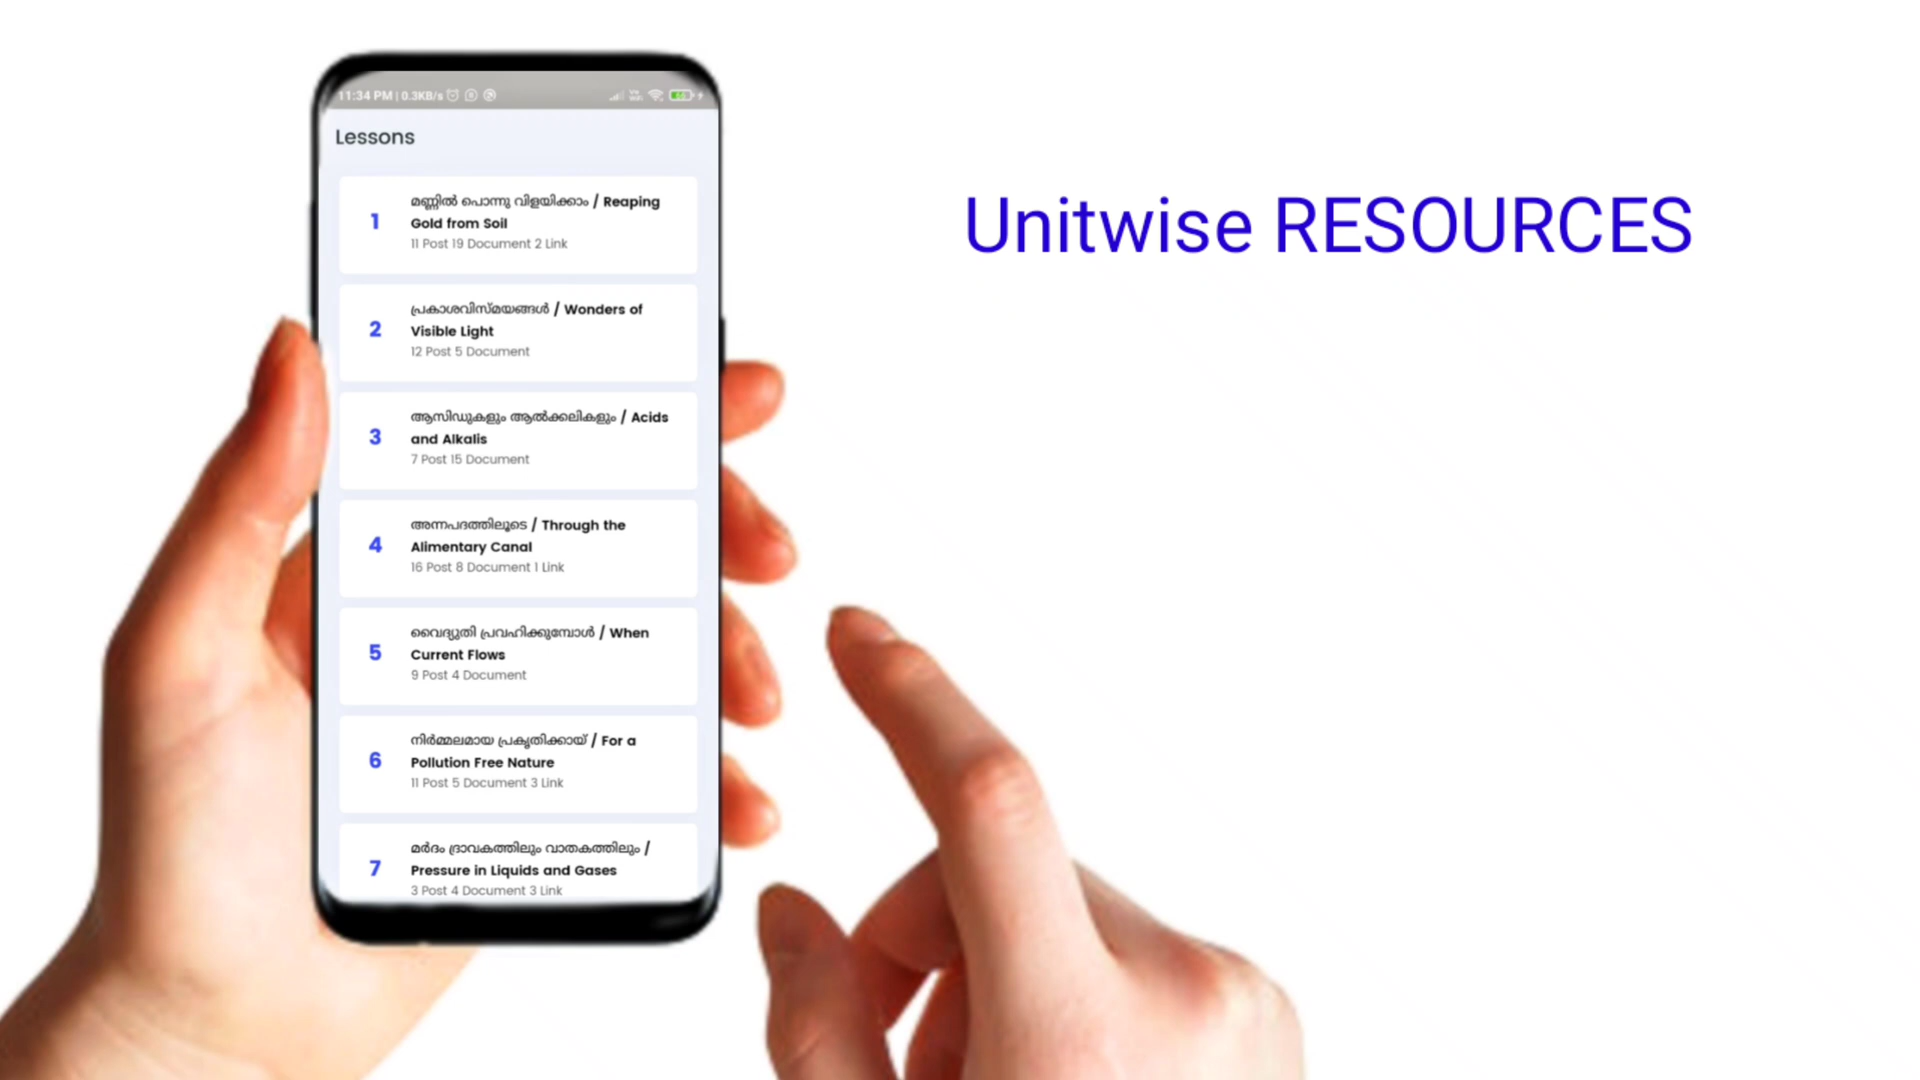 11:34 PM | 0.3KB/s
Lessons
1
മണ്ണിൽ പൊന്നു വിളയിക്കാം / Reaping
Gold from Soil
11 Post 19 Document 2 Link
2
പ്രകാശവിസ്മയങ്ങൾ / Wonders of
Visible Light
12 Post 5 Document
3
ആസിഡുകളും ആൽക്കലികളും / Acids
and Alkalis
7 Post 15 Document
4
അന്നപഥത്തിലൂടെ / Through the
Alimentary Canal
16 Post 8 Document 1 Link
5
വൈദ്യുതി പ്രവഹിക്കുമ്പോൾ / When
Current Flows
9 Post 4 Document
6
നിർമ്മലമായ പ്രകൃതിക്കായ് / For a
Pollution Free Nature
11 Post 5 Document 3 Link
7
മർദം ദ്രാവകത്തിലും വാതകത്തിലും /
Pressure in Liquids and Gases
3 Post 4 Document 3 Link
Unitwise RESOURCES